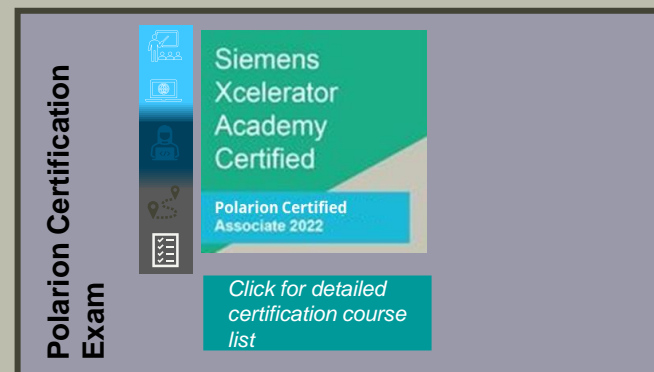 Polarion Certification
Exam
Siemens
Xcelerator
Academy
Certified
Polarion Certified
Associate 2022
Click for detailed
certification course
list